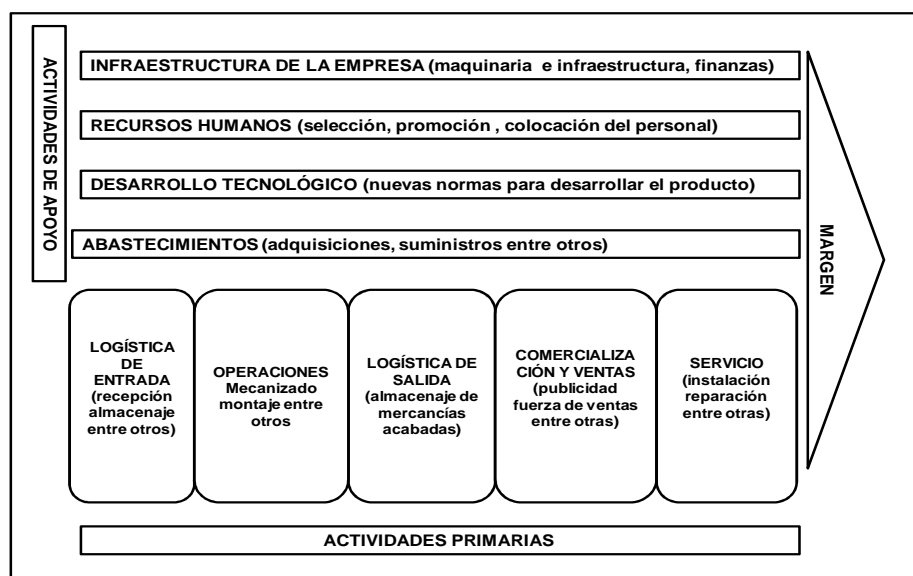 ACTIVIDADES DE APOYO
INFRAESTRUCTURA DE LA EMPRESA (maquinaria e infraestructura, finanzas)
RECURSOS HUMANOS (selección, promoción , colocación del personal)
DESARROLLO TECNOLÓGICO (nuevas normas para desarrollar el producto)
ABASTECIMIENTOS (adquisiciones, suministros entre otros)
MARGEN
LOGÍSTICA
DE
ENTRADA
(recepción
almacenaje
entre otros)
OPERACIONES
Mecanizado
montaje entre
otros
LOGÍSTICA DE
SALIDA
(almacenaje de
mercancías
acabadas)
COMERCIALIZA
CIÓN Y VENTAS
(publicidad
fuerza de ventas
entre otras)
SERVICIO
(instalación
reparación
entre otras)
ACTIVIDADES PRIMARIAS